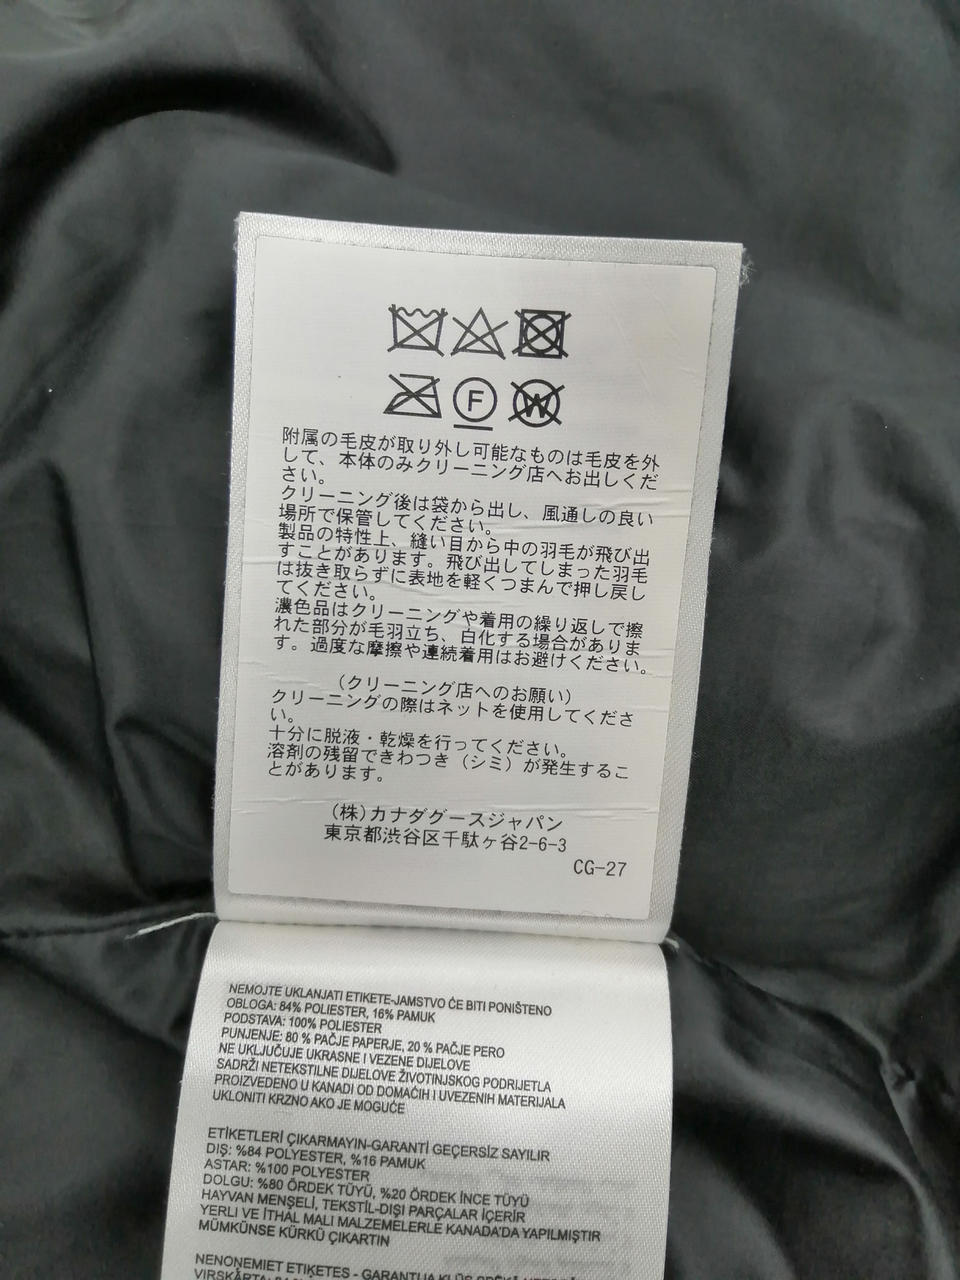 F
W
附属の毛皮が取り外し可能なものは毛皮を外
して、本体のみクリーニング店へお出しくだ
さい。
クリーニング後は袋から出し、風通しの良い
場所で保管してください。
製品の特性上、縫い目から中の羽毛が飛び出
すことがあります。飛び出してしまった羽毛
は抜き取らずに表地を軽くつまんで押し戻し
てください。
濃色品はクリーニングや着用の繰り返しで擦
れた部分が毛羽立ち、白化する場合がありま
す。過度な摩擦や連続着用はお避けください。
(クリーニング店へのお願い)
クリーニングの際はネットを使用してくださ
い。
十分に脱液・乾燥を行ってください。
溶剤の残留できわつき(シミ)が発生するこ
とがあります。
(株)カナダグースジャパン
東京都渋谷区千駄ヶ谷2-6-3
CG-27
NEMOJTE UKLANJATI ETIKETE-JAMSTVO ĆE BITI PONIŠTENO
OBLOGA: 84% POLIESTER, 16% PAMUK
PODSTAVA: 100% POLIESTER
PUNJENJE: 80 % PAČJE PAPERJE, 20 % PAČJE PERO
NE UKLJUČUJE UKRASNE I VEZENE DIJELOVE
SADRŽI NETEKSTILNE DIJELOVE ŽIVOTINJSKOG PODRIJETLA
PROIZVEDENO U KANADI OD DOMAĆIH I UVEZENIH MATERIJALA
UKLONITI KRZNO AKO JE MOGUĆE
ETİKETLERİ ÇIKARMAYIN-GARANTİ GEÇERSİZ SAYILIR
DIŞ: %84 POLYESTER, %16 PAMUK
ASTAR: %100 POLYESTER
DOLGU: %80 ÖRDEK TÜYÜ, %20 ÖRDEK İNCE TÜYÜ
HAYVAN MENŞELİ, TEKSTİL-DIŞI PARÇALAR İÇERİR
YERLİ VE İTHAL MALI MALZEMELERLE KANADA'DA YAPILMIŞTIR
MÜMKÜNSE KÜRKÜ ÇIKARTIN
NENOŅEMIET ETIĶETES - GARANTIJA KĻŪS
VIRSKĀRTA: